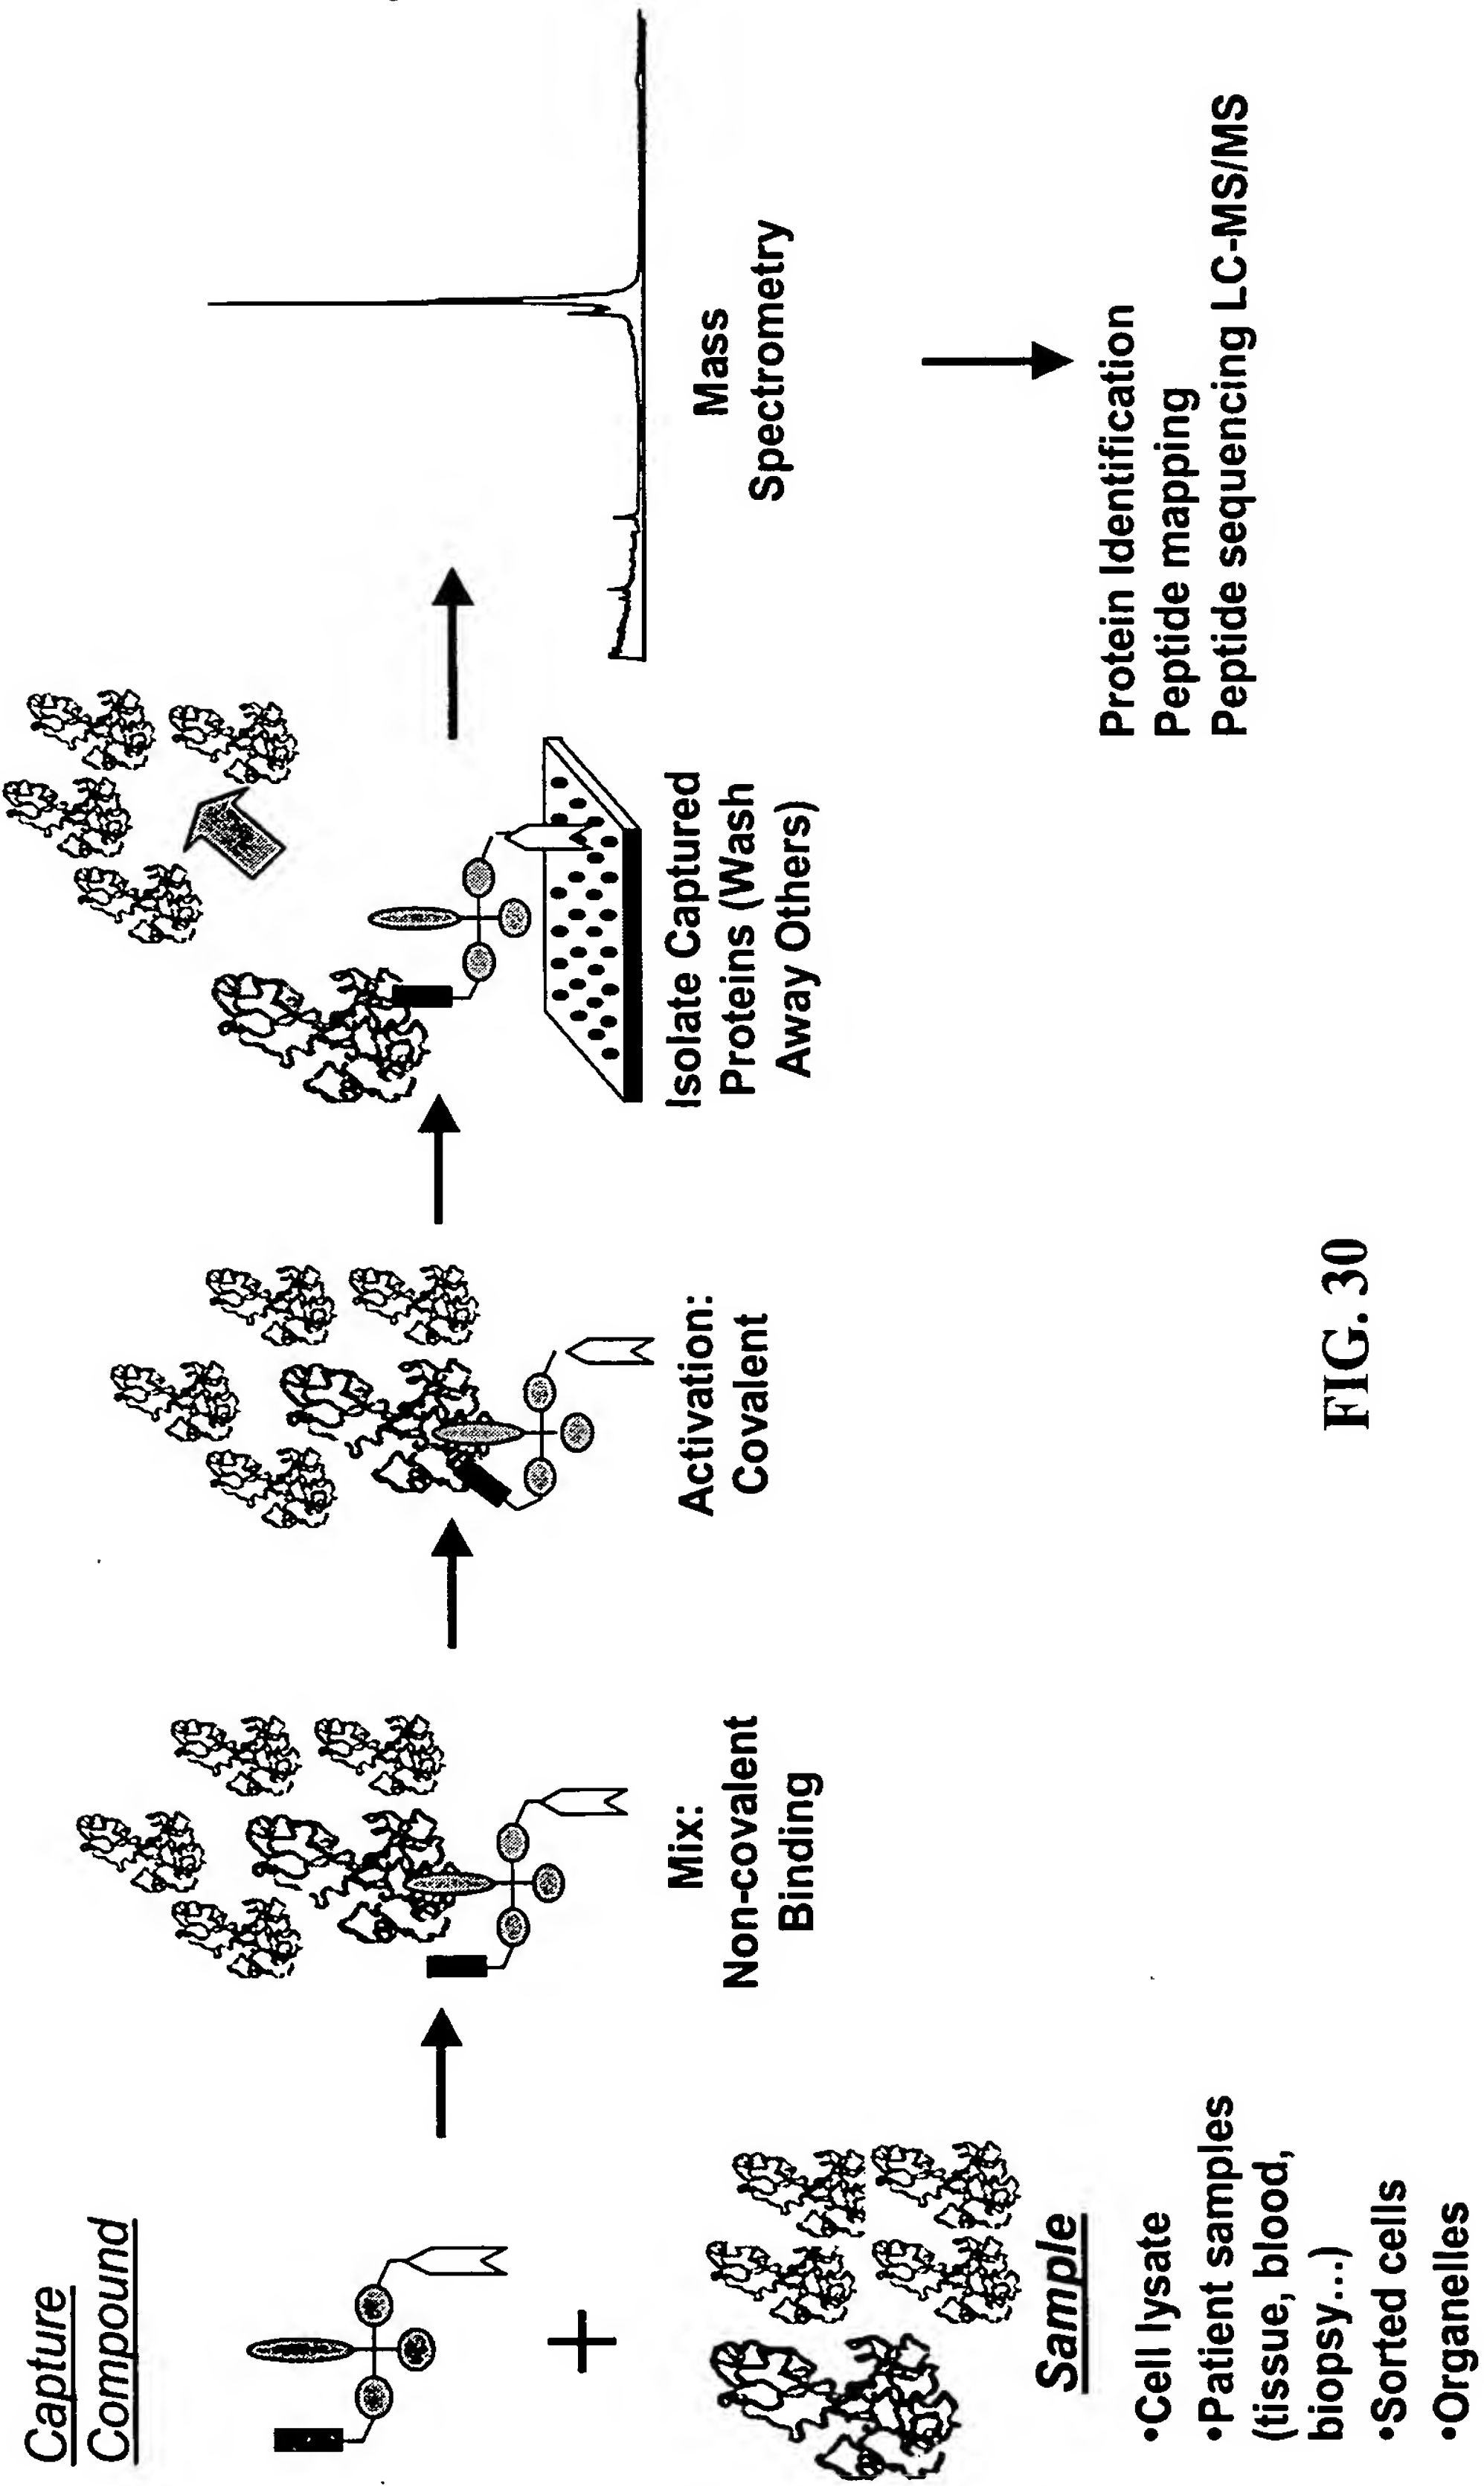 Capture
Compound
+
Sample
•Cell lysate
•Patient samples
(tissue, blood,
biopsy...)
•Sorted cells
•Organelles
Mix:
Non-covalent
Binding
Activation:
Covalent
Isolate Captured
Proteins (Wash
Away Others)
Mass
Spectrometry
Protein Identification
Peptide mapping
Peptide sequencing LC-MS/MS
FIG. 30